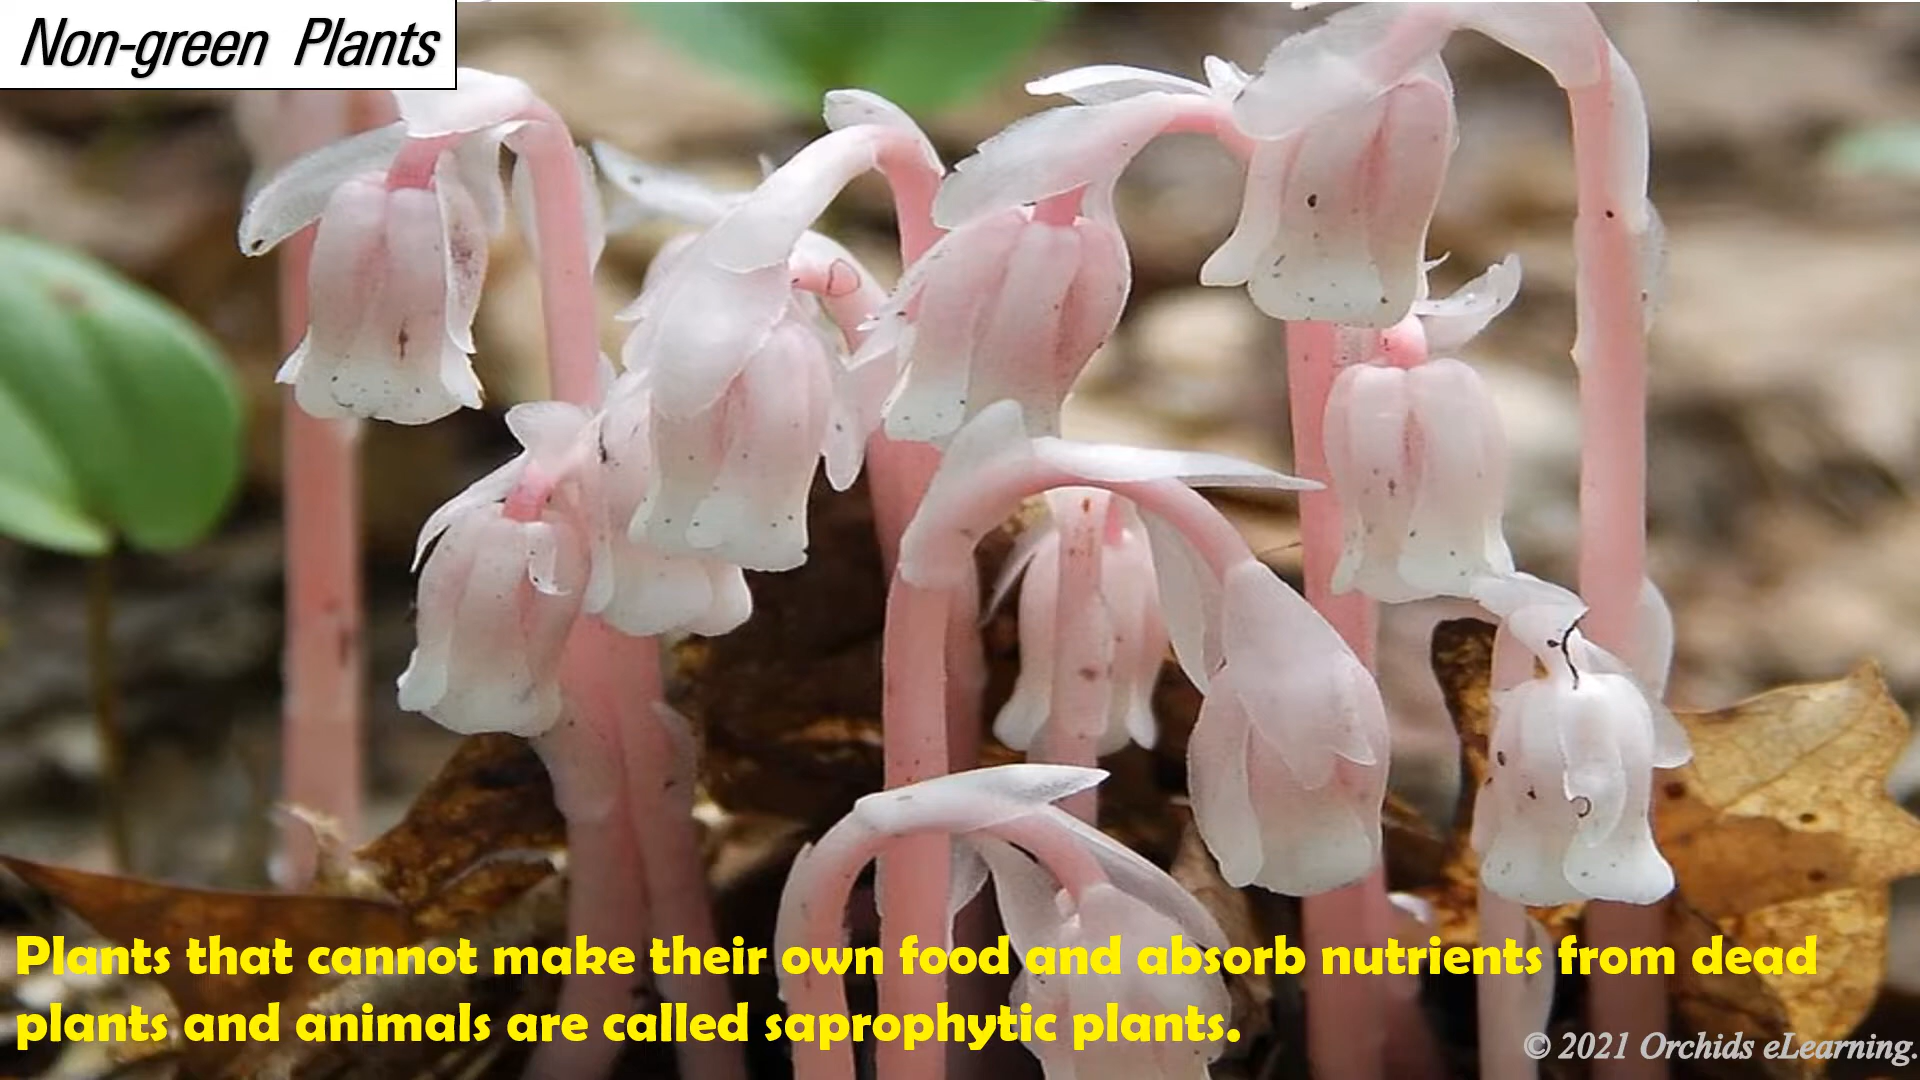 Non-green Plants
Plants that cannot make their own food and absorb nutrients from dead
plants and animals are called saprophytic plants.
© 2021 Orchids eLearning.